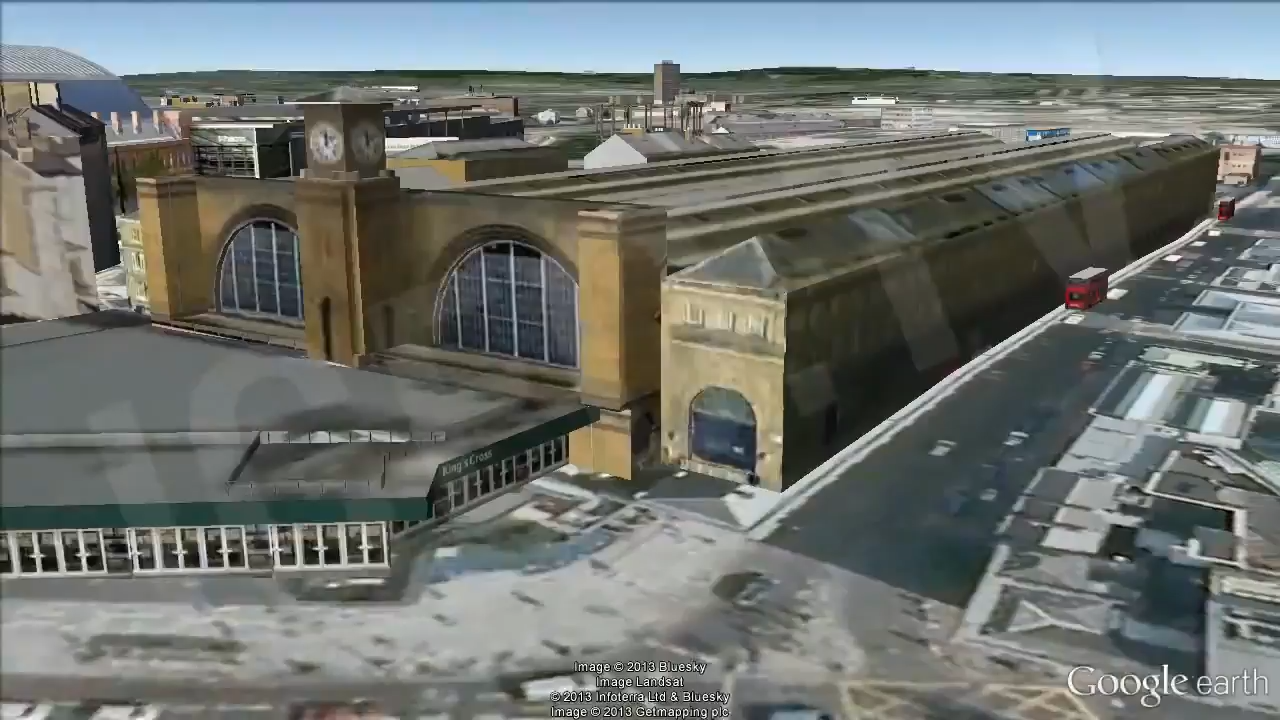 King's Cross
Image © 2013 Bluesky
Image Landsat
© 2013 Infoterra Ltd & Bluesky
Image © 2013 Getmapping plc
Google earth